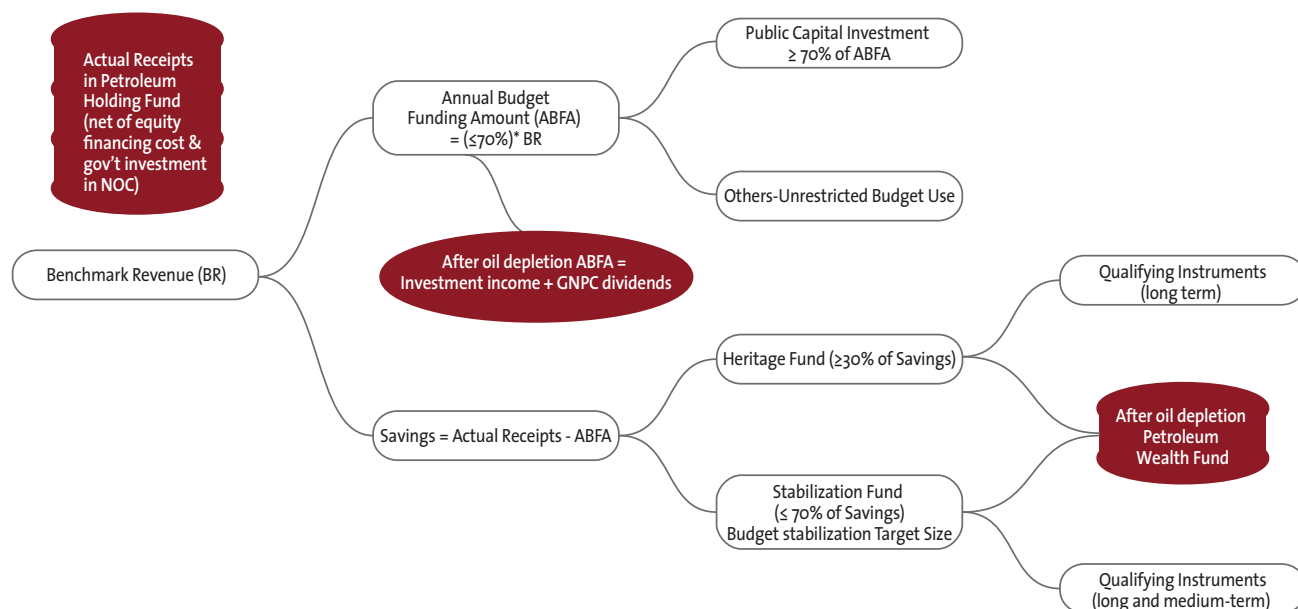 Actual Receipts
in Petroleum
Holding Fund
(net of equity
financing cost &
gov't investment
in NOC)
Benchmark Revenue (BR)
Annual Budget
Funding Amount (ABFA)
= (≤70%)* BR
After oil depletion ABFA =
Investment income + GNPC dividends
Savings = Actual Receipts - ABFA
Public Capital Investment
≥ 70% of ABFA
Others-Unrestricted Budget Use
Heritage Fund (≥30% of Savings)
Stabilization Fund
(≤ 70% of Savings)
Budget stabilization Target Size
Qualifying Instruments
(long term)
After oil depletion
Petroleum
Wealth Fund
Qualifying Instruments
(long and medium-term)